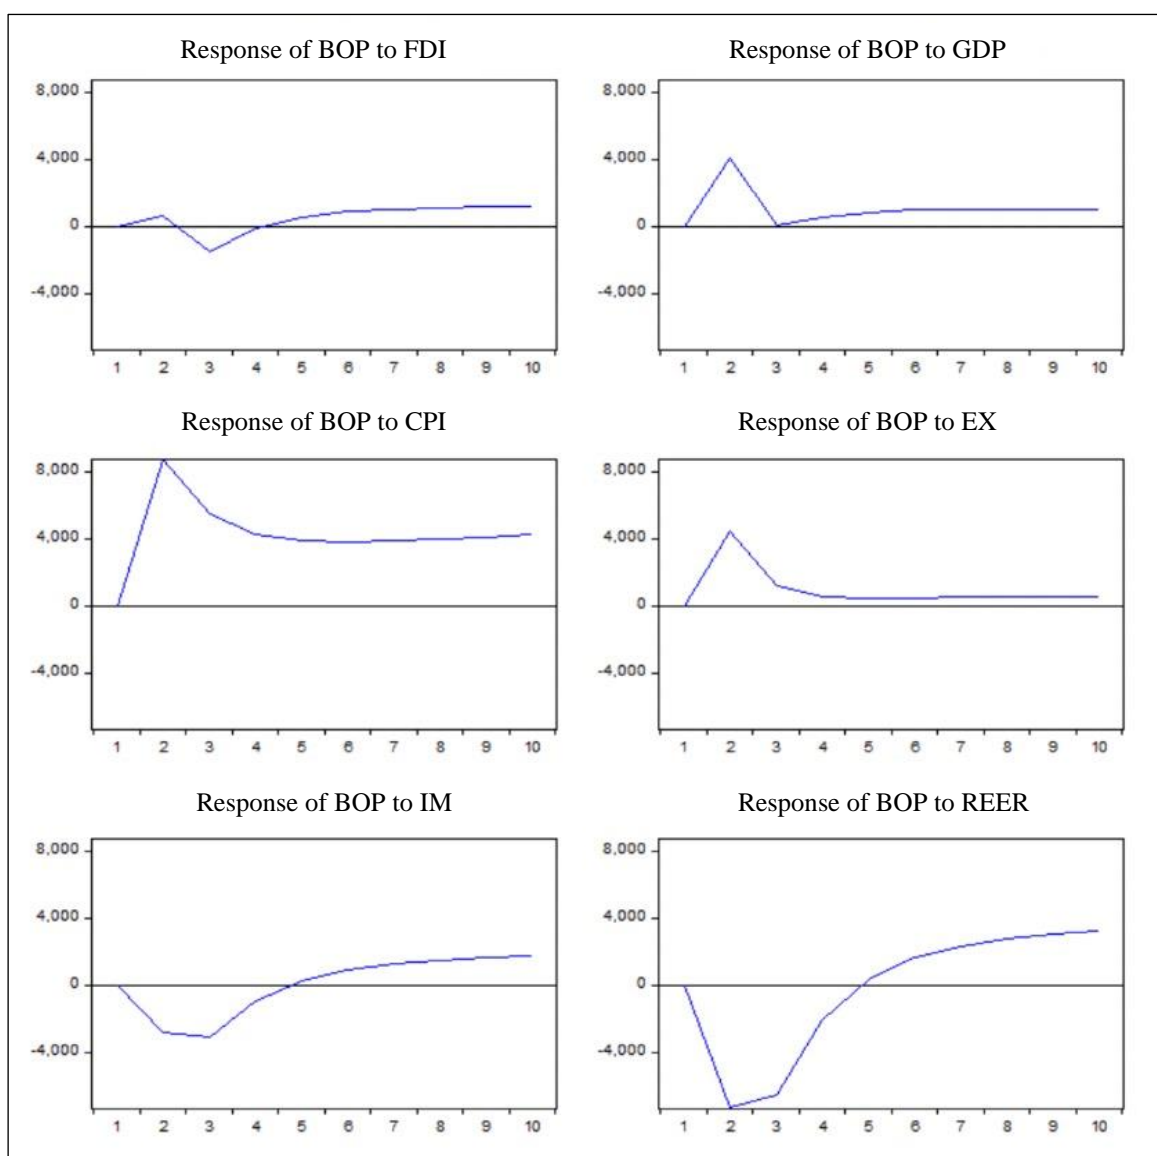 Response of BOP to FDI
8,000
4,000
0
-4,000
1 2 3 4 5 6 7 8 9 10
Response of BOP to GDP
8,000
4,000
0
-4,000
1 2 3 4 5 6 7 8 9 10
Response of BOP to CPI
8,000
4,000
0
-4,000
1 2 3 4 5 6 7 8 9 10
Response of BOP to EX
8,000
4,000
0
-4,000
1 2 3 4 5 6 7 8 9 10
Response of BOP to IM
8,000
4,000
0
-4,000
1 2 3 4 5 6 7 8 9 10
Response of BOP to REER
8,000
4,000
0
-4,000
1 2 3 4 5 6 7 8 9 10